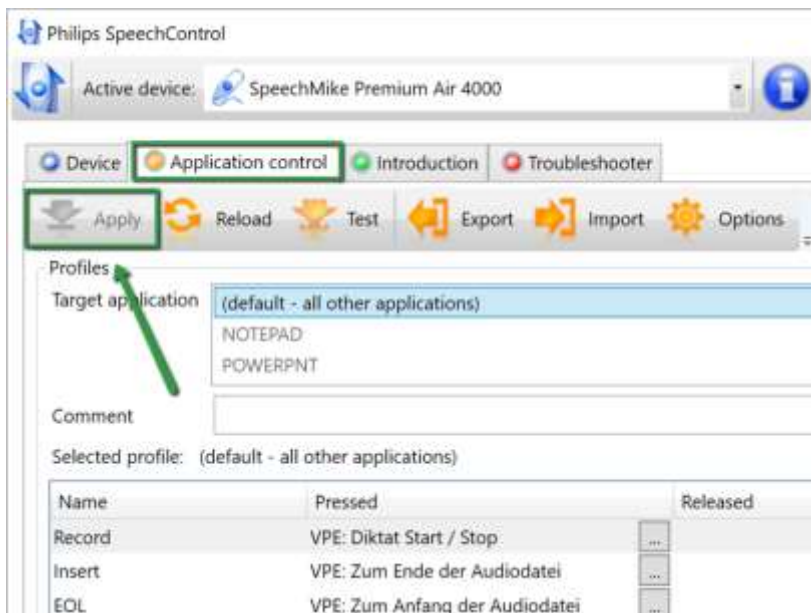 Philips SpeechControl
Active device: SpeechMike Premium Air 4000
Device Application control Introduction Troubleshooter
Apply Reload Test Export Import Options
Profiles
Target application (default - all other applications)
NOTEPAD
POWERPNT
Comment
Selected profile: (default - all other applications)
Name Pressed Released
Record VPE: Diktat Start / Stop ...
Insert VPE: Zum Ende der Audiodatei ...
EOL VPE: Zum Anfang der Audiodatei ...